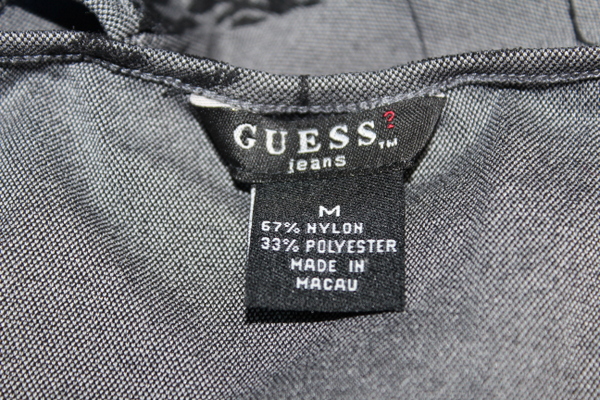 GUESS?™
jeans
M
67% NYLON
33% POLYESTER
MADE IN
MACAU